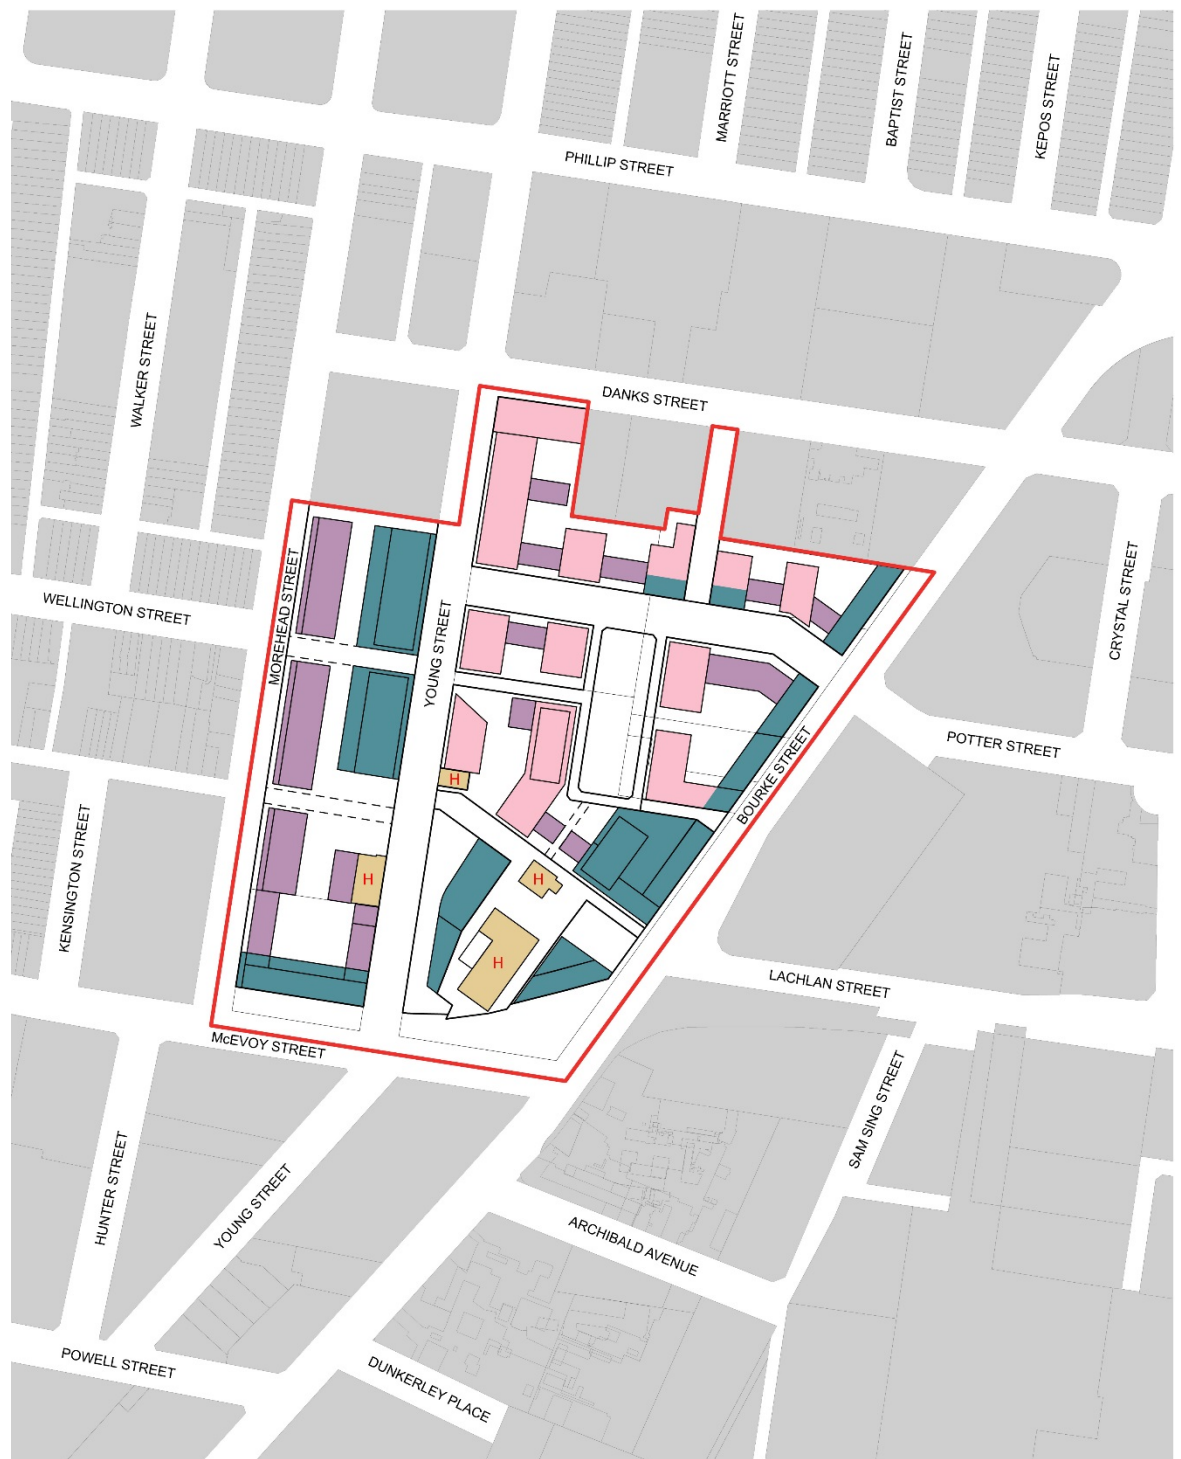 MARRIOTT STREET
BAPTIST STREET
KEPOS STREET
PHILLIP STREET
WALKER STREET
DANKS STREET
MOREHEAD STREET
WELLINGTON STREET
YOUNG STREET
CRYSTAL STREET
POTTER STREET
BOURKE STREET
H
KENSINGTON STREET
H
H
H
LACHLAN STREET
McEVOY STREET
SAM SING STREET
HUNTER STREET
YOUNG STREET
ARCHIBALD AVENUE
POWELL STREET
DUNKERLEY PLACE